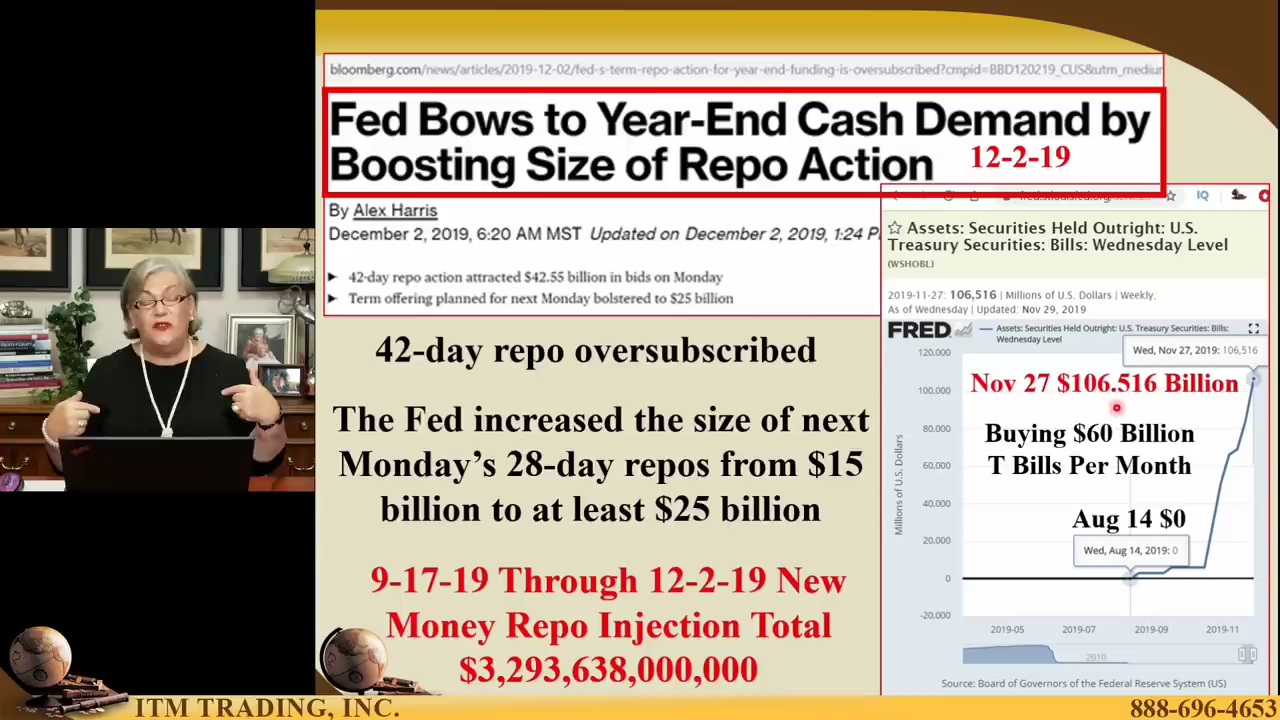 bloomberg.com/news/articles/2019-12-02/fed-s-term-repo-action-for-year-end-funding-is-oversubscribed?cmpid=BBD120219_CUS&utm_mediur
Fed Bows to Year-End Cash Demand by
Boosting Size of Repo Action
12-2-19
By Alex Harris
December 2, 2019, 6:20 AM MST Updated on December 2, 2019, 1:24 P
► 42-day repo action attracted $42.55 billion in bids on Monday
► Term offering planned for next Monday bolstered to $25 billion
42-day repo oversubscribed
The Fed increased the size of next
Monday's 28-day repos from $15
billion to at least $25 billion
9-17-19 Through 12-2-19 New
Money Repo Injection Total
$3,293,638,000,000
IQ
☆ Assets: Securities Held Outright: U.S.
Treasury Securities: Bills: Wednesday Level
(WSHOBL)
2019-11-27: 106,516 | Millions of U.S. Dollars | Weekly,
As of Wednesday | Updated: Nov 29, 2019
FRED
— Assets: Securities Held Outright: U.S. Treasury Securities: Bills:
Wednesday Level
Wed, Nov 27, 2019: 106,516
Nov 27 $106.516 Billion
Buying $60 Billion
T Bills Per Month
Aug 14 $0
Wed, Aug 14, 2019: 0
Millions of U.S. Dollars
120,000
100,000
80,000
60,000
40,000
20,000
0
-20,000
2019-05
2019-07
2019-09
2019-11
2010
Source: Board of Governors of the Federal Reserve System (US)
ITM TRADING, INC.
888-696-4653